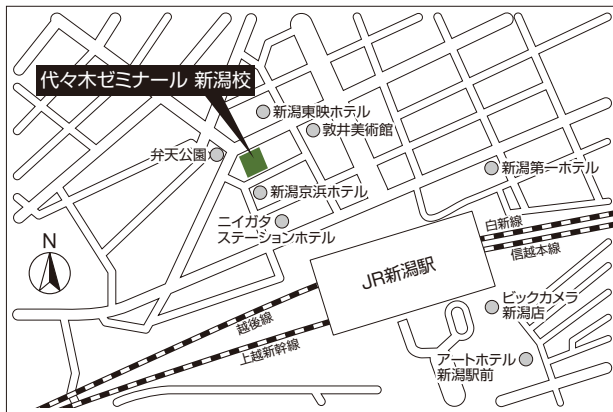 代々木ゼミナール 新潟校
新潟東映ホテル
敦井美術館
弁天公園
新潟第一ホテル
新潟京浜ホテル
ニイガタ
ステーションホテル
白新線
信越本線
N
JR新潟駅
ビックカメラ
新潟店
越後線
上越新幹線
アートホテル
新潟駅前